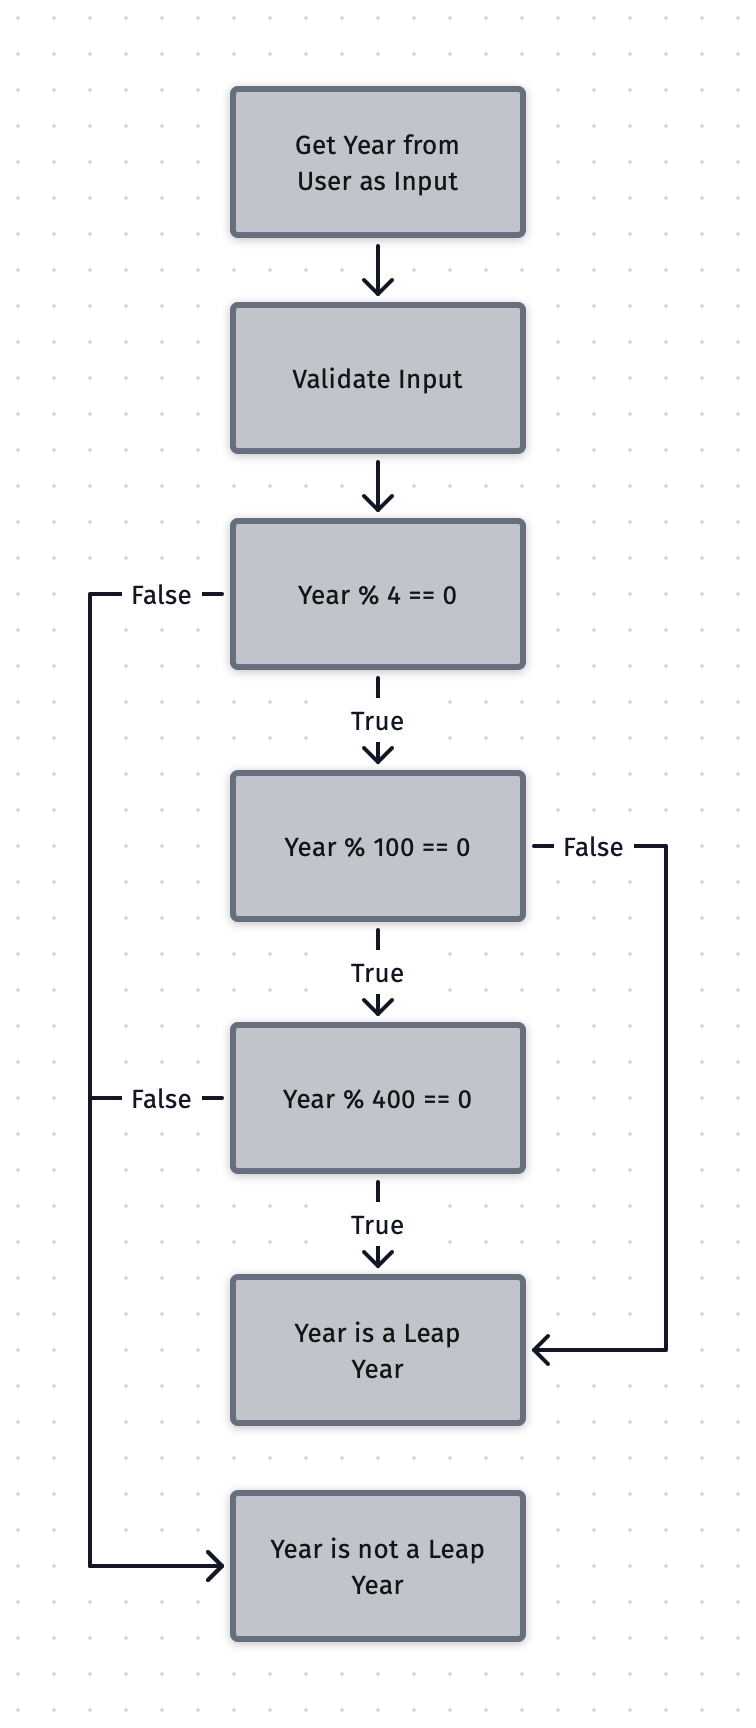 Get Year from
User as Input
Validate Input
False
Year % 4 == 0
True
Year % 100 == 0
False
True
False
Year % 400 == 0
True
Year is a Leap
Year
Year is not a Leap
Year